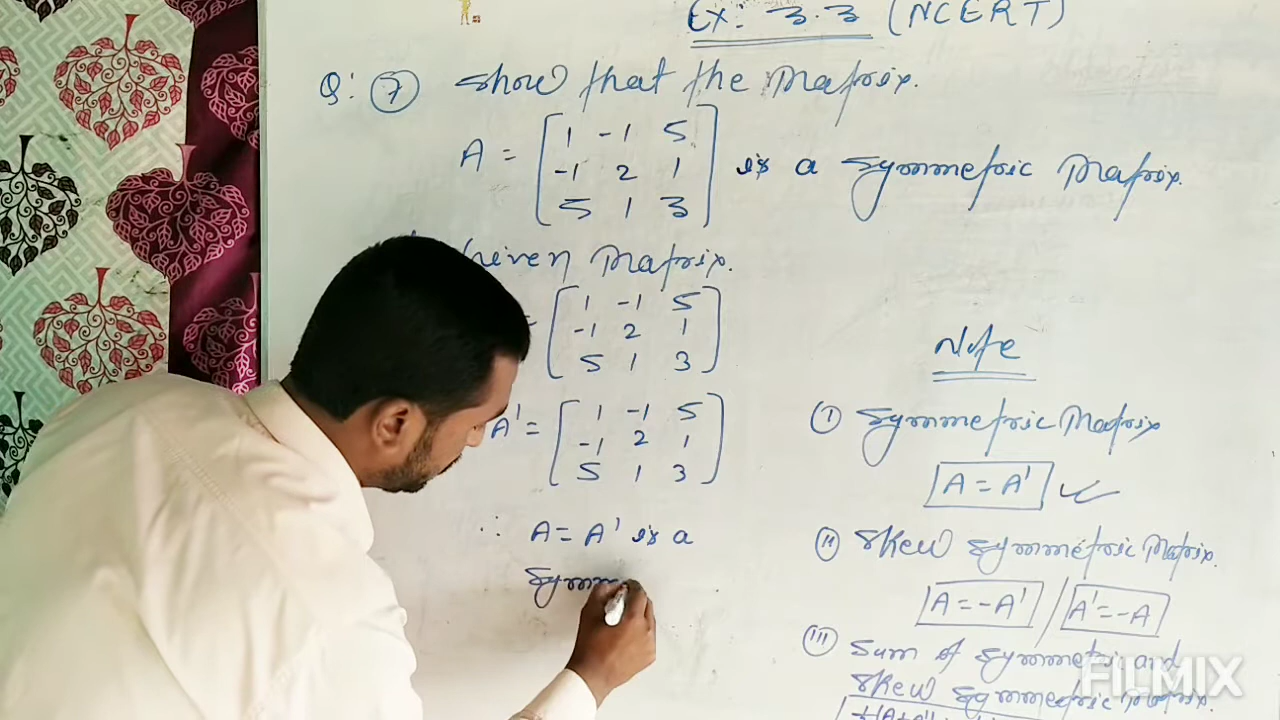 Ex: 3.3 (NCERT)
Q: 7 Show that the Matrix.
A = [ 1 -1 5
-1 2 1
5 1 3 ] is a Symmetric Matrix.
Given Matrix.
= [ 1 -1 5
-1 2 1
5 1 3 ]
A' = [ 1 -1 5
-1 2 1
5 1 3 ]
∴ A = A' is a
Symm
Note
(I) Symmetric Matrix
A = A' ✓
(II) Skew Symmetric Matrix.
A = -A' / A' = -A
(III) Sum of Symmetric and
Skew Symmetric Matrix.
FILMIX